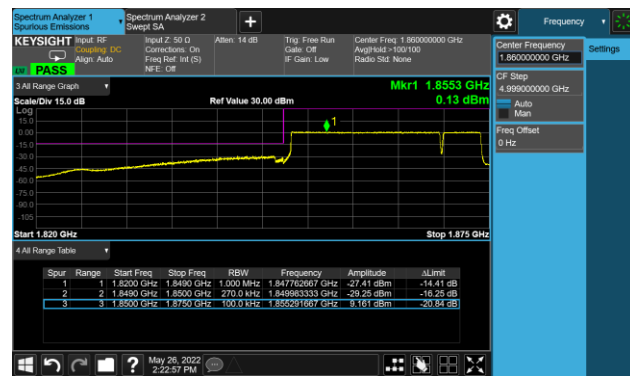 Spectrum Analyzer 1
Spurious Emissions
Spectrum Analyzer 2
Swept SA
Frequency
KEYSIGHT
Input: RF
Coupling: DC
Align: Auto
Input Z: 50 Ω
Corrections: On
Freq Ref: Int (S)
NFE: Off
Atten: 14 dB
Trig: Free Run
Gate: Off
IF Gain: Low
Center Freq: 1.860000000 GHz
Avg|Hold:>100/100
Radio Std: None
PASS
Center Frequency
1.860000000 GHz
Settings
CF Step
4.999000000 GHz
Auto
Man
Freq Offset
0 Hz
3 All Range Graph
Mkr1 1.8553 GHz
Scale/Div 15.0 dB
Ref Value 30.00 dBm
0.13 dBm
Log
15.0
0.00
-15.0
-30.0
-45.0
-60.0
-75.0
-90.0
-105
1
Start 1.820 GHz
Stop 1.875 GHz
4 All Range Table
Spur Range Start Freq Stop Freq RBW Frequency Amplitude ΔLimit
1 1 1.8200 GHz 1.8490 GHz 1.000 MHz 1.847762667 GHz -27.41 dBm -14.41 dB
2 2 1.8490 GHz 1.8500 GHz 270.0 kHz 1.849983333 GHz -29.25 dBm -16.25 dB
3 3 1.8500 GHz 1.8750 GHz 100.0 kHz 1.855291667 GHz 9.161 dBm -20.84 dB
May 26, 2022
2:22:57 PM